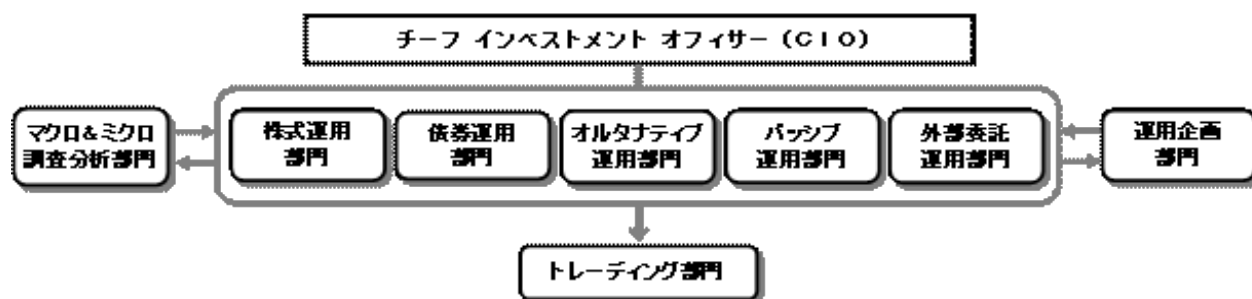 チーフ インベストメント オフィサー（ＣＩＯ）
マクロ＆ミクロ
調査分析部門
株式運用
部門
債券運用
部門
オルタナティブ
運用部門
パッシブ
運用部門
外部委託
運用部門
運用企画
部門
トレーディング部門